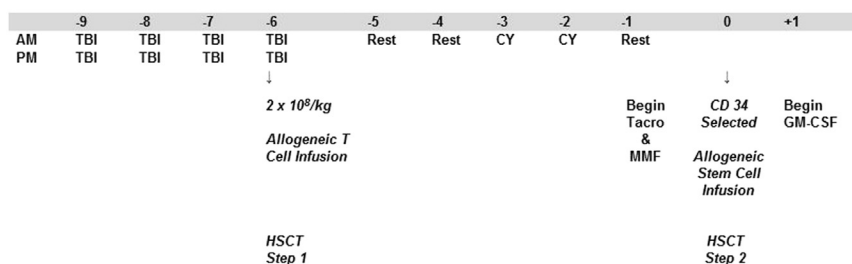 -9 -8 -7 -6 -5 -4 -3 -2 -1 0 +1
AM TBI TBI TBI TBI Rest Rest CY CY Rest
PM TBI TBI TBI TBI
↓ ↓
2 x 10⁸/kg Begin CD 34 Begin
Tacro Selected GM-CSF
Allogeneic T &
Cell Infusion MMF Allogeneic
Stem Cell
Infusion
HSCT HSCT
Step 1 Step 2